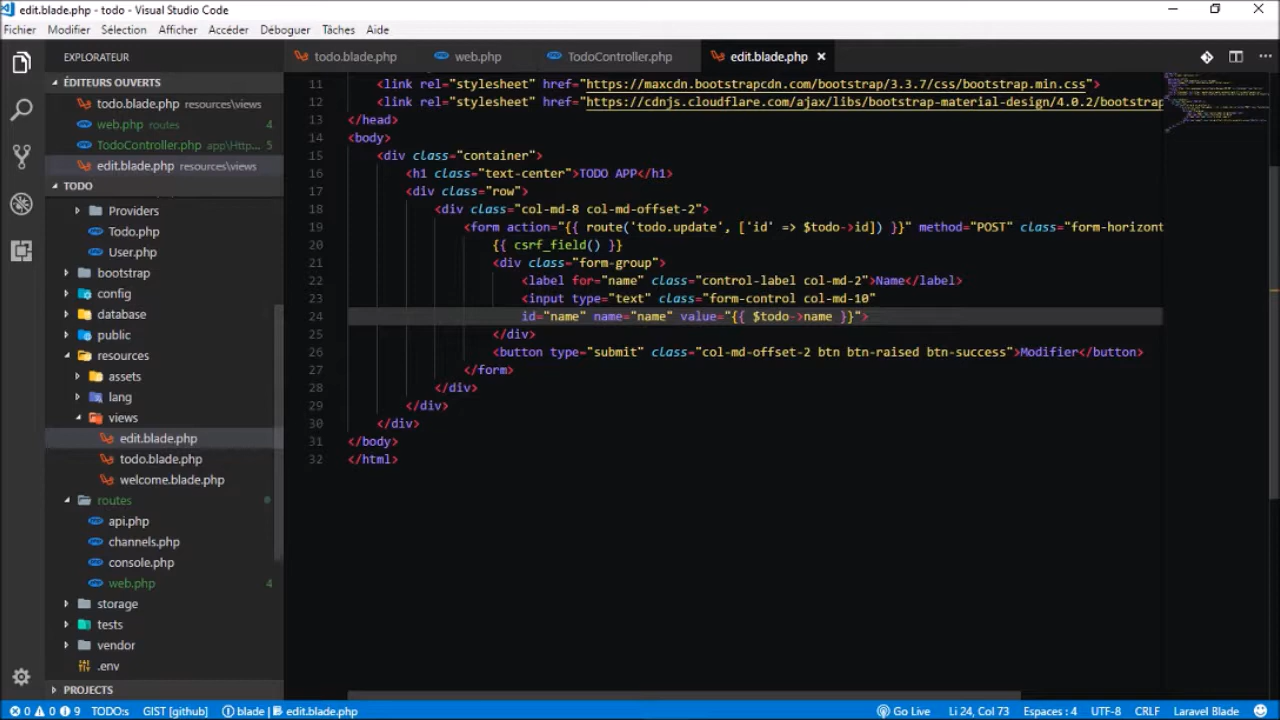 edit.blade.php - todo - Visual Studio Code
Fichier Modifier Sélection Afficher Accéder Déboguer Tâches Aide
EXPLORATEUR
ÉDITEURS OUVERTS
todo.blade.php resources\views
web.php routes 4
TodoController.php app\Http... 5
edit.blade.php resources\views
TODO
Providers
Todo.php
User.php
bootstrap
config
database
public
resources
assets
lang
views
edit.blade.php
todo.blade.php
welcome.blade.php
routes
api.php
channels.php
console.php
web.php 4
storage
tests
vendor
.env
PROJECTS
todo.blade.php web.php TodoController.php edit.blade.php
11 <link rel="stylesheet" href="https://maxcdn.bootstrapcdn.com/bootstrap/3.3.7/css/bootstrap.min.css">
12 <link rel="stylesheet" href="https://cdnjs.cloudflare.com/ajax/libs/bootstrap-material-design/4.0.2/bootstrap
13 </head>
14 <body>
15 <div class="container">
16 <h1 class="text-center">TODO APP</h1>
17 <div class="row">
18 <div class="col-md-8 col-md-offset-2">
19 <form action="{{ route('todo.update', ['id' => $todo->id]) }}" method="POST" class="form-horizont
20 {{ csrf_field() }}
21 <div class="form-group">
22 <label for="name" class="control-label col-md-2">Name</label>
23 <input type="text" class="form-control col-md-10"
24 id="name" name="name" value="{{ $todo->name }}">
25 </div>
26 <button type="submit" class="col-md-offset-2 btn btn-raised btn-success">Modifier</button>
27 </form>
28 </div>
29 </div>
30 </div>
31 </body>
32 </html>
0 0 9 TODO:s GIST [github] blade edit.blade.php Go Live Li 24, Col 73 Espaces : 4 UTF-8 CRLF Laravel Blade